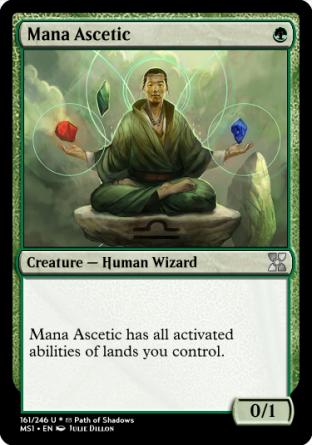 Mana Ascetic
Creature — Human Wizard
Mana Ascetic has all activated
abilities of lands you control.
0/1
161/246 U * Path of Shadows
MS1 • EN JULIE DILLON